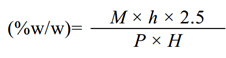 (%w/w)= M × h × 2.5
P × H